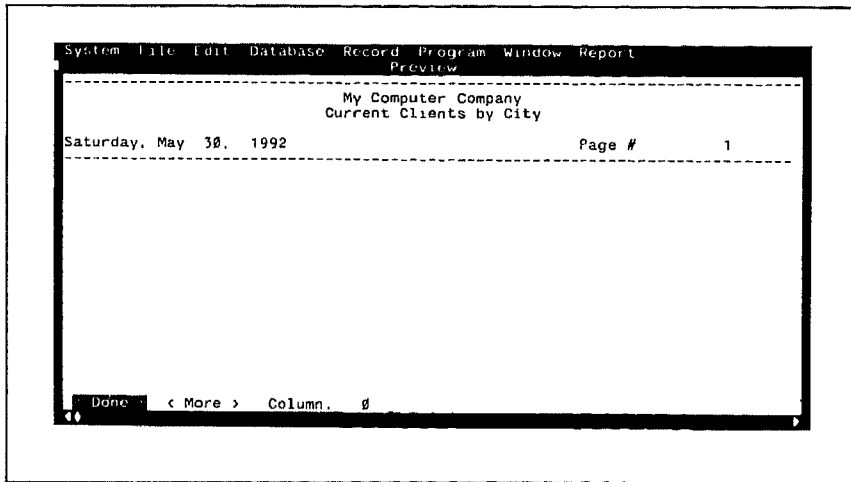 System File Edit Database Record Program Window Report
Preview
My Computer Company
Current Clients by City
Saturday, May 30, 1992 Page # 1
Done < More > Column. 0